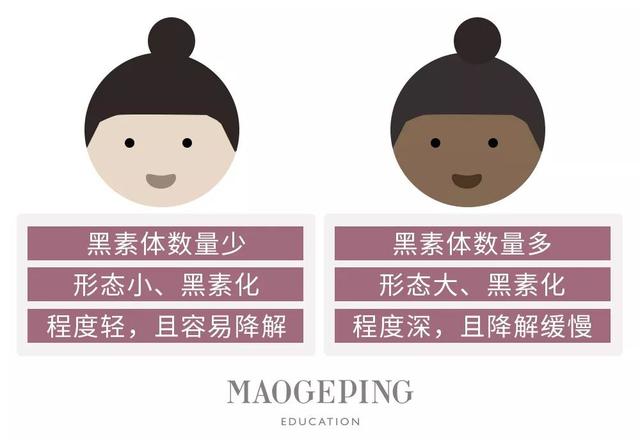 黑素体数量少
形态小、黑素化
程度轻，且容易降解
黑素体数量多
形态大、黑素化
程度深，且降解缓慢
MAOGEPING
EDUCATION